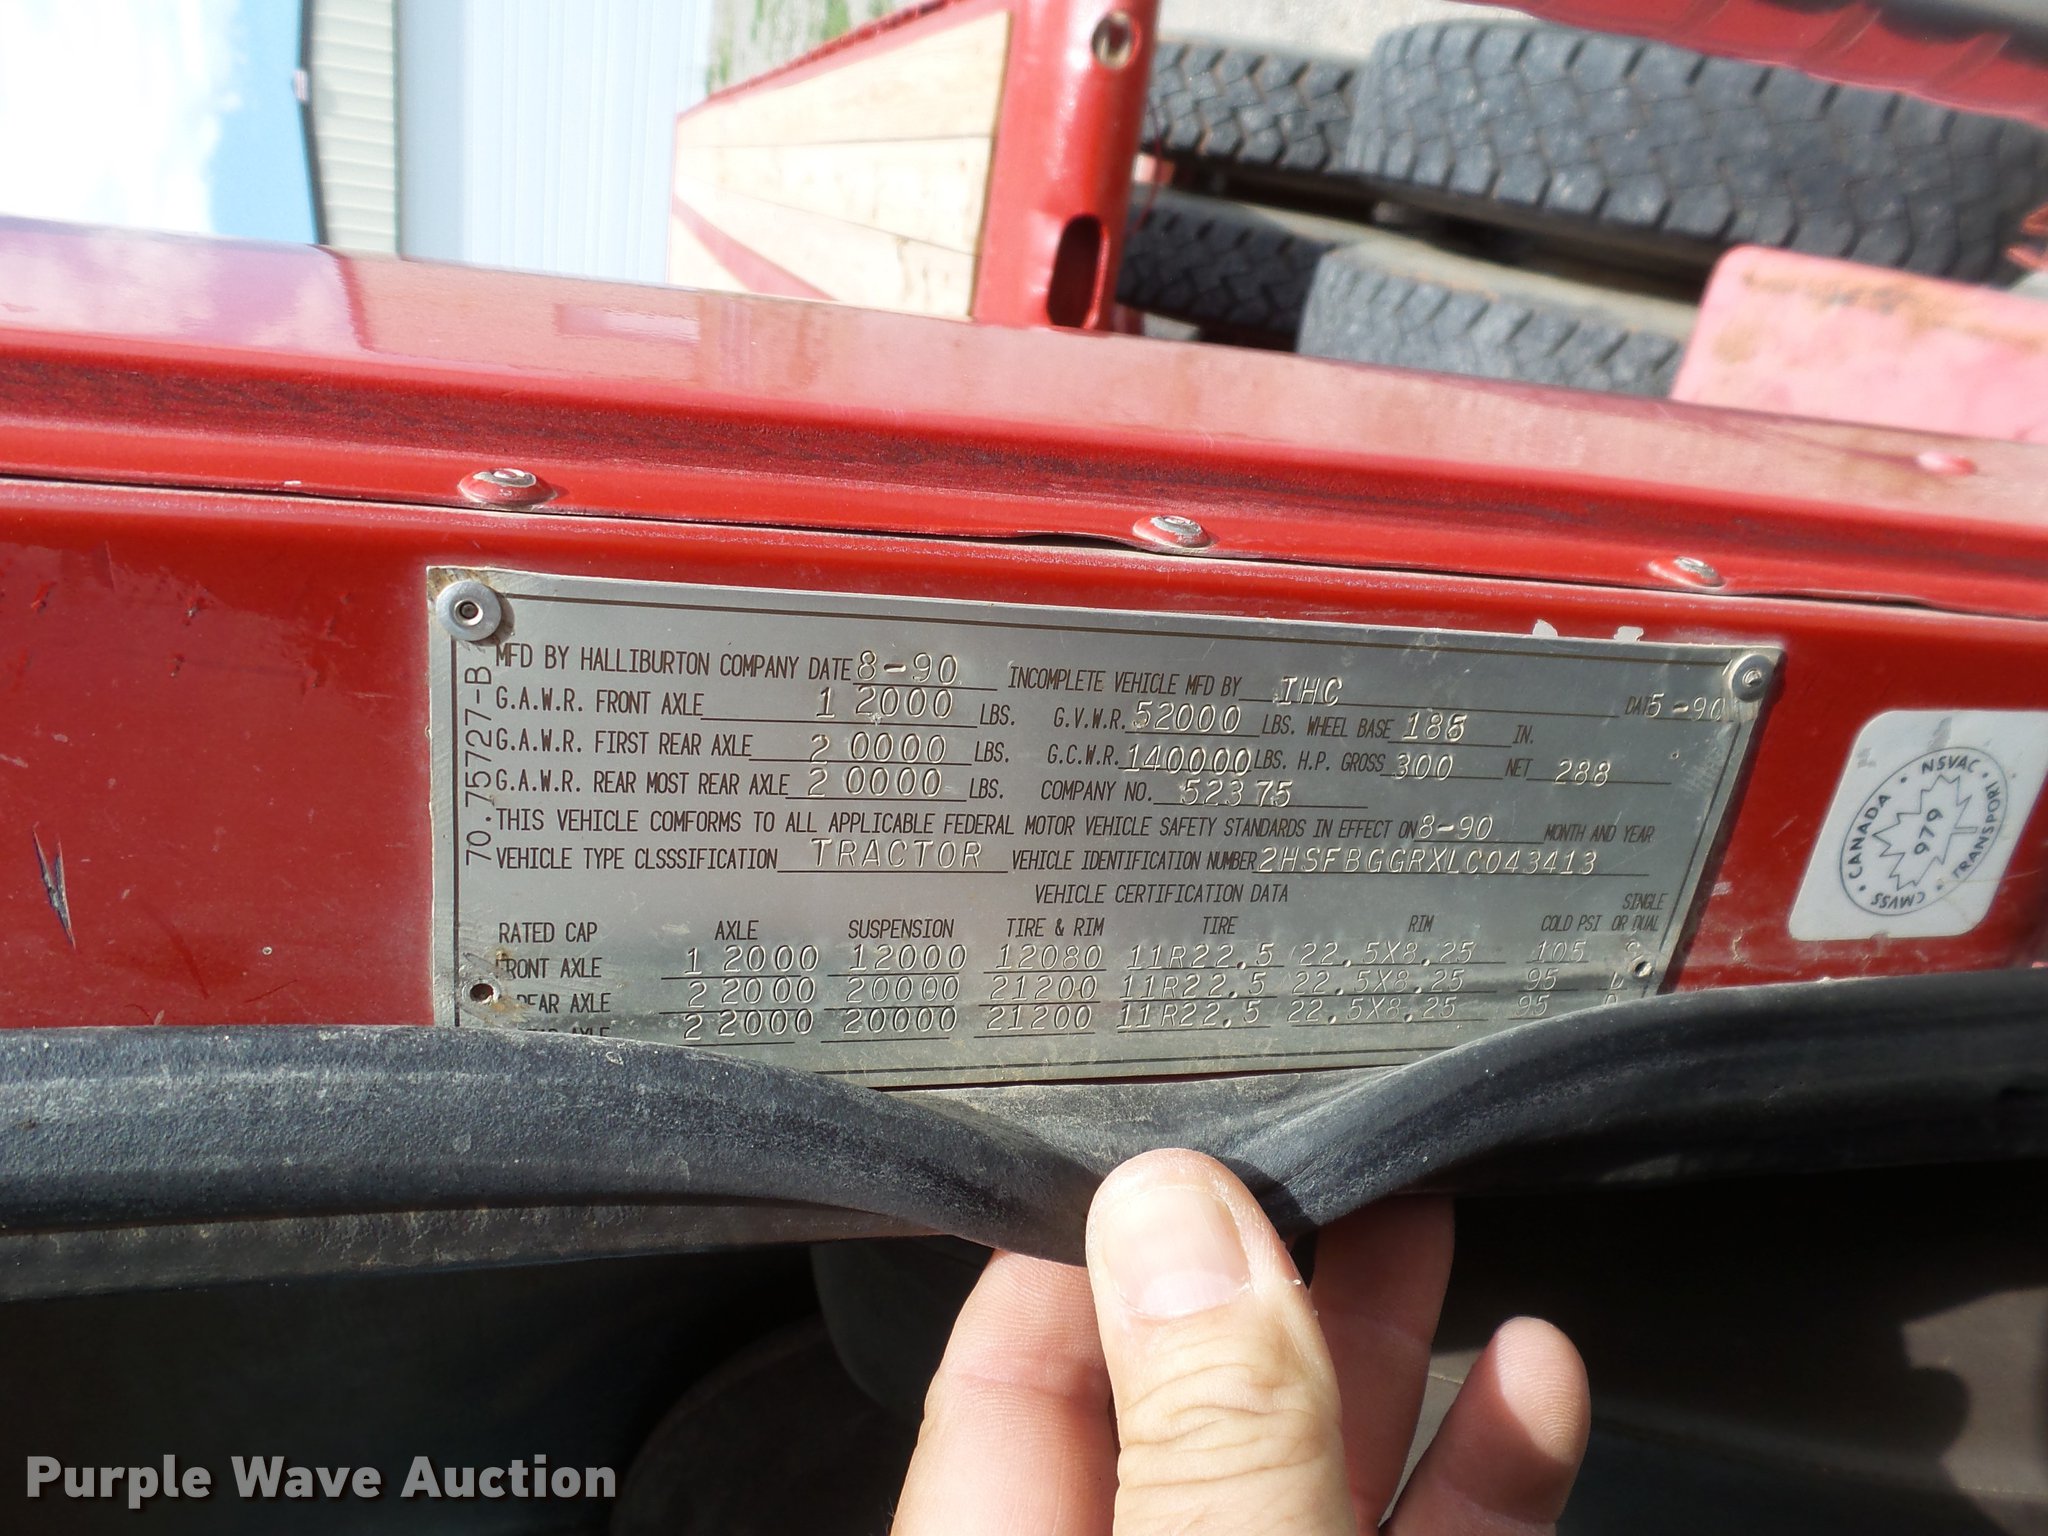 MFD BY HALLIBURTON COMPANY DATE 8-90 INCOMPLETE VEHICLE MFD BY IHC DAT 5-90
G.A.W.R. FRONT AXLE 12000 LBS. G.V.W.R. 52000 LBS. WHEEL BASE 186 IN.
G.A.W.R. FIRST REAR AXLE 20000 LBS. G.C.W.R. 140000 LBS. H.P. GROSS 300 NET 288
G.A.W.R. REAR MOST REAR AXLE 20000 LBS. COMPANY NO. 52375
THIS VEHICLE COMFORMS TO ALL APPLICABLE FEDERAL MOTOR VEHICLE SAFETY STANDARDS IN EFFECT ON 8-90 MONTH AND YEAR
VEHICLE TYPE CLSSSIFICATION TRACTOR VEHICLE IDENTIFICATION NUMBER 2HSFBGGRXLC043413
VEHICLE CERTIFICATION DATA
RATED CAP AXLE SUSPENSION TIRE & RIM TIRE RIM COLD PSI SINGLE OR DUAL
FRONT AXLE 12000 12000 12080 11R22.5 22.5X8.25 105 S
REAR AXLE 22000 20000 21200 11R22.5 22.5X8.25 95 D
AXLE 22000 20000 21200 11R22.5 22.5X8.25 95 D
70.75727-B
CANADA · NSVAC · TRANSPORT · CMVSS
979
Purple Wave Auction